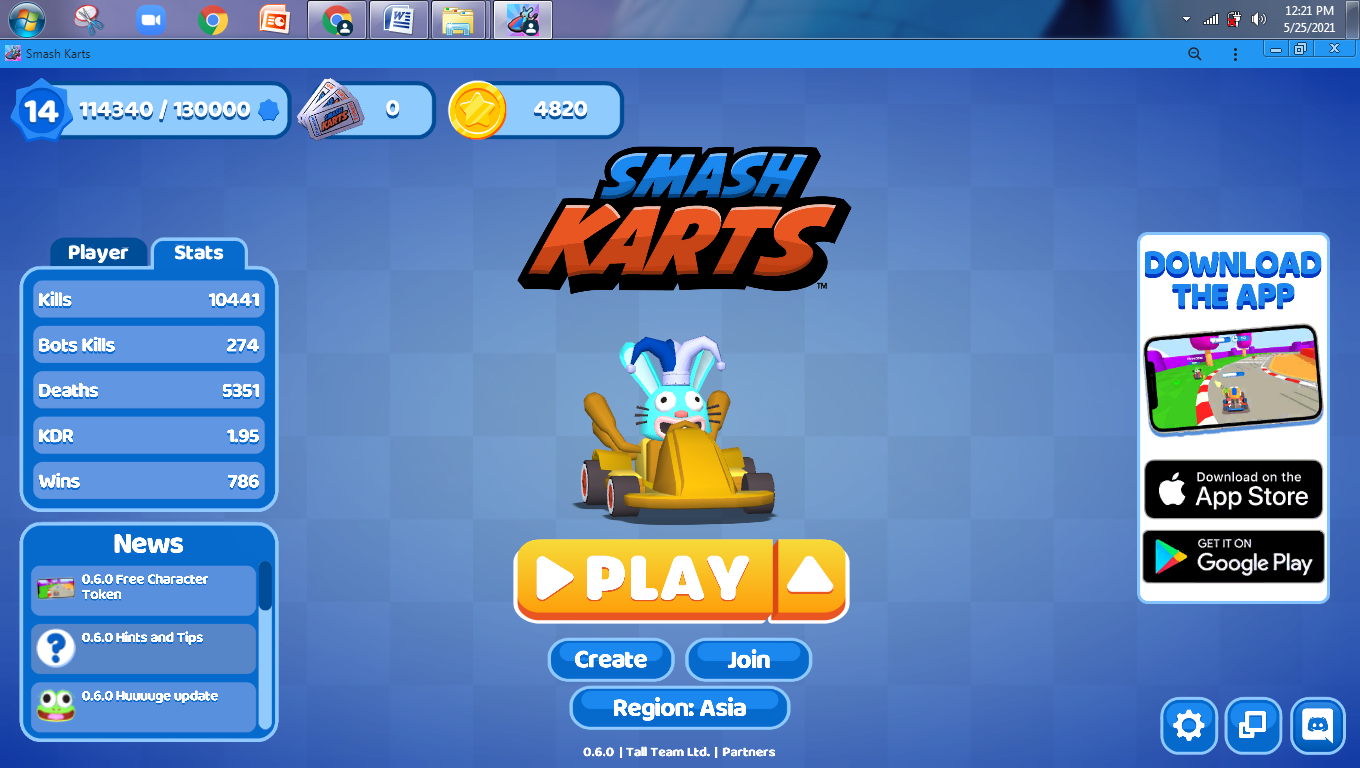 12:21 PM
5/25/2021
Smash Karts
14
114340 / 130000
0
4820
SMASH
KARTS
TM
Player
Stats
Kills 10441
Bots Kills 274
Deaths 5351
KDR 1.95
Wins 786
News
0.6.0 Free Character
Token
0.6.0 Hints and Tips
0.6.0 Huuuuge update
PLAY
Create
Join
Region: Asia
0.6.0 | Tall Team Ltd. | Partners
DOWNLOAD
THE APP
Download on the
App Store
GET IT ON
Google Play